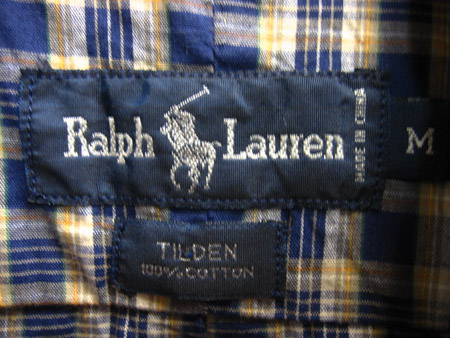 Ralph Lauren
MADE IN CHINA
M
TILDEN
100% COTTON